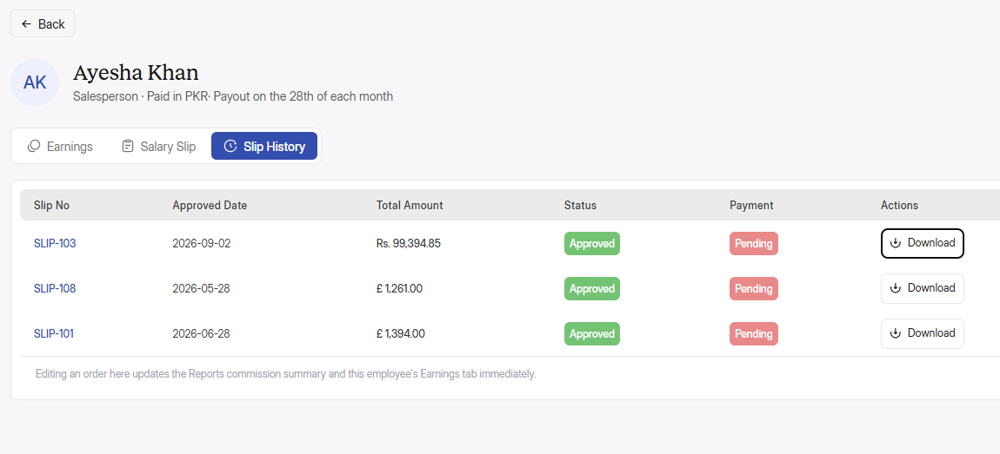 Back
AK
Ayesha Khan
Salesperson · Paid in PKR· Payout on the 28th of each month
Earnings Salary Slip Slip History
Slip No Approved Date Total Amount Status Payment Actions
SLIP-103 2026-09-02 Rs. 99,394.85 Approved Pending Download
SLIP-108 2026-05-28 £ 1,261.00 Approved Pending Download
SLIP-101 2026-06-28 £ 1,394.00 Approved Pending Download
Editing an order here updates the Reports commission summary and this employee's Earnings tab immediately.